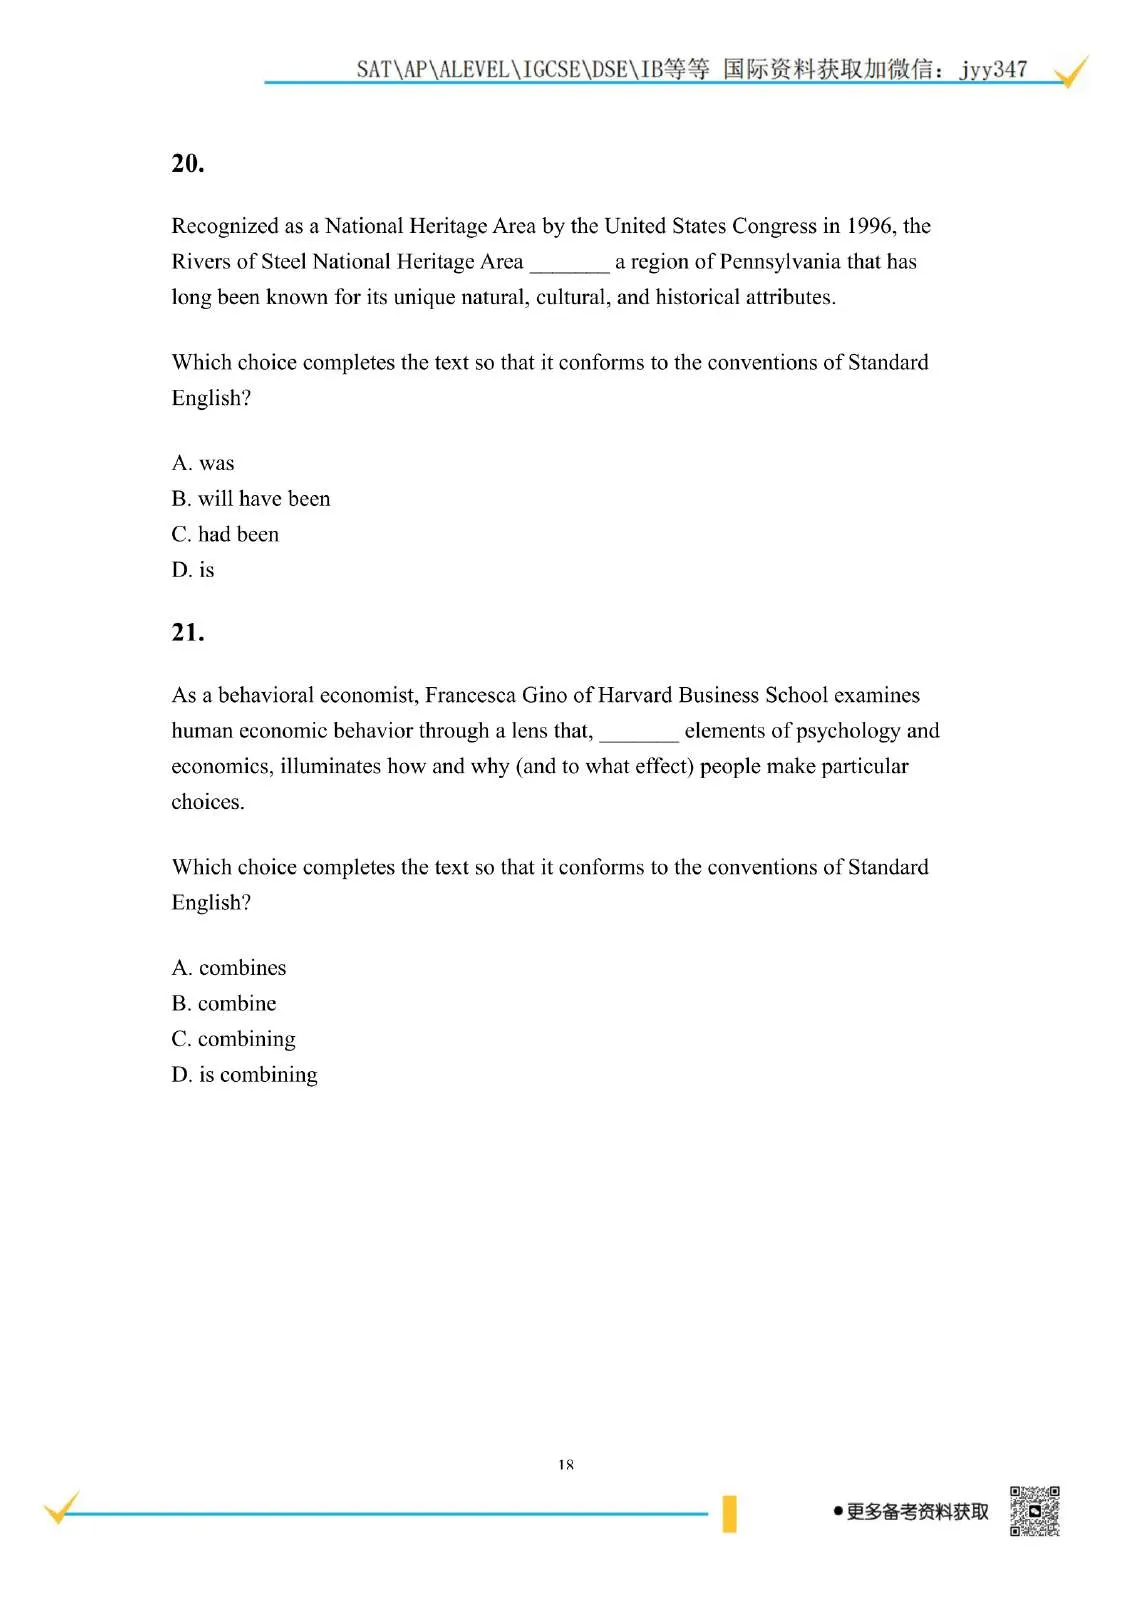 SAT\AP\ALEVEL\IGCSE\DSE\IB等等 国际资料获取加微信：jyy347
20.
Recognized as a National Heritage Area by the United States Congress in 1996, the
Rivers of Steel National Heritage Area _______ a region of Pennsylvania that has
long been known for its unique natural, cultural, and historical attributes.
Which choice completes the text so that it conforms to the conventions of Standard
English?
A. was
B. will have been
C. had been
D. is
21.
As a behavioral economist, Francesca Gino of Harvard Business School examines
human economic behavior through a lens that, _______ elements of psychology and
economics, illuminates how and why (and to what effect) people make particular
choices.
Which choice completes the text so that it conforms to the conventions of Standard
English?
A. combines
B. combine
C. combining
D. is combining
18
●更多备考资料获取